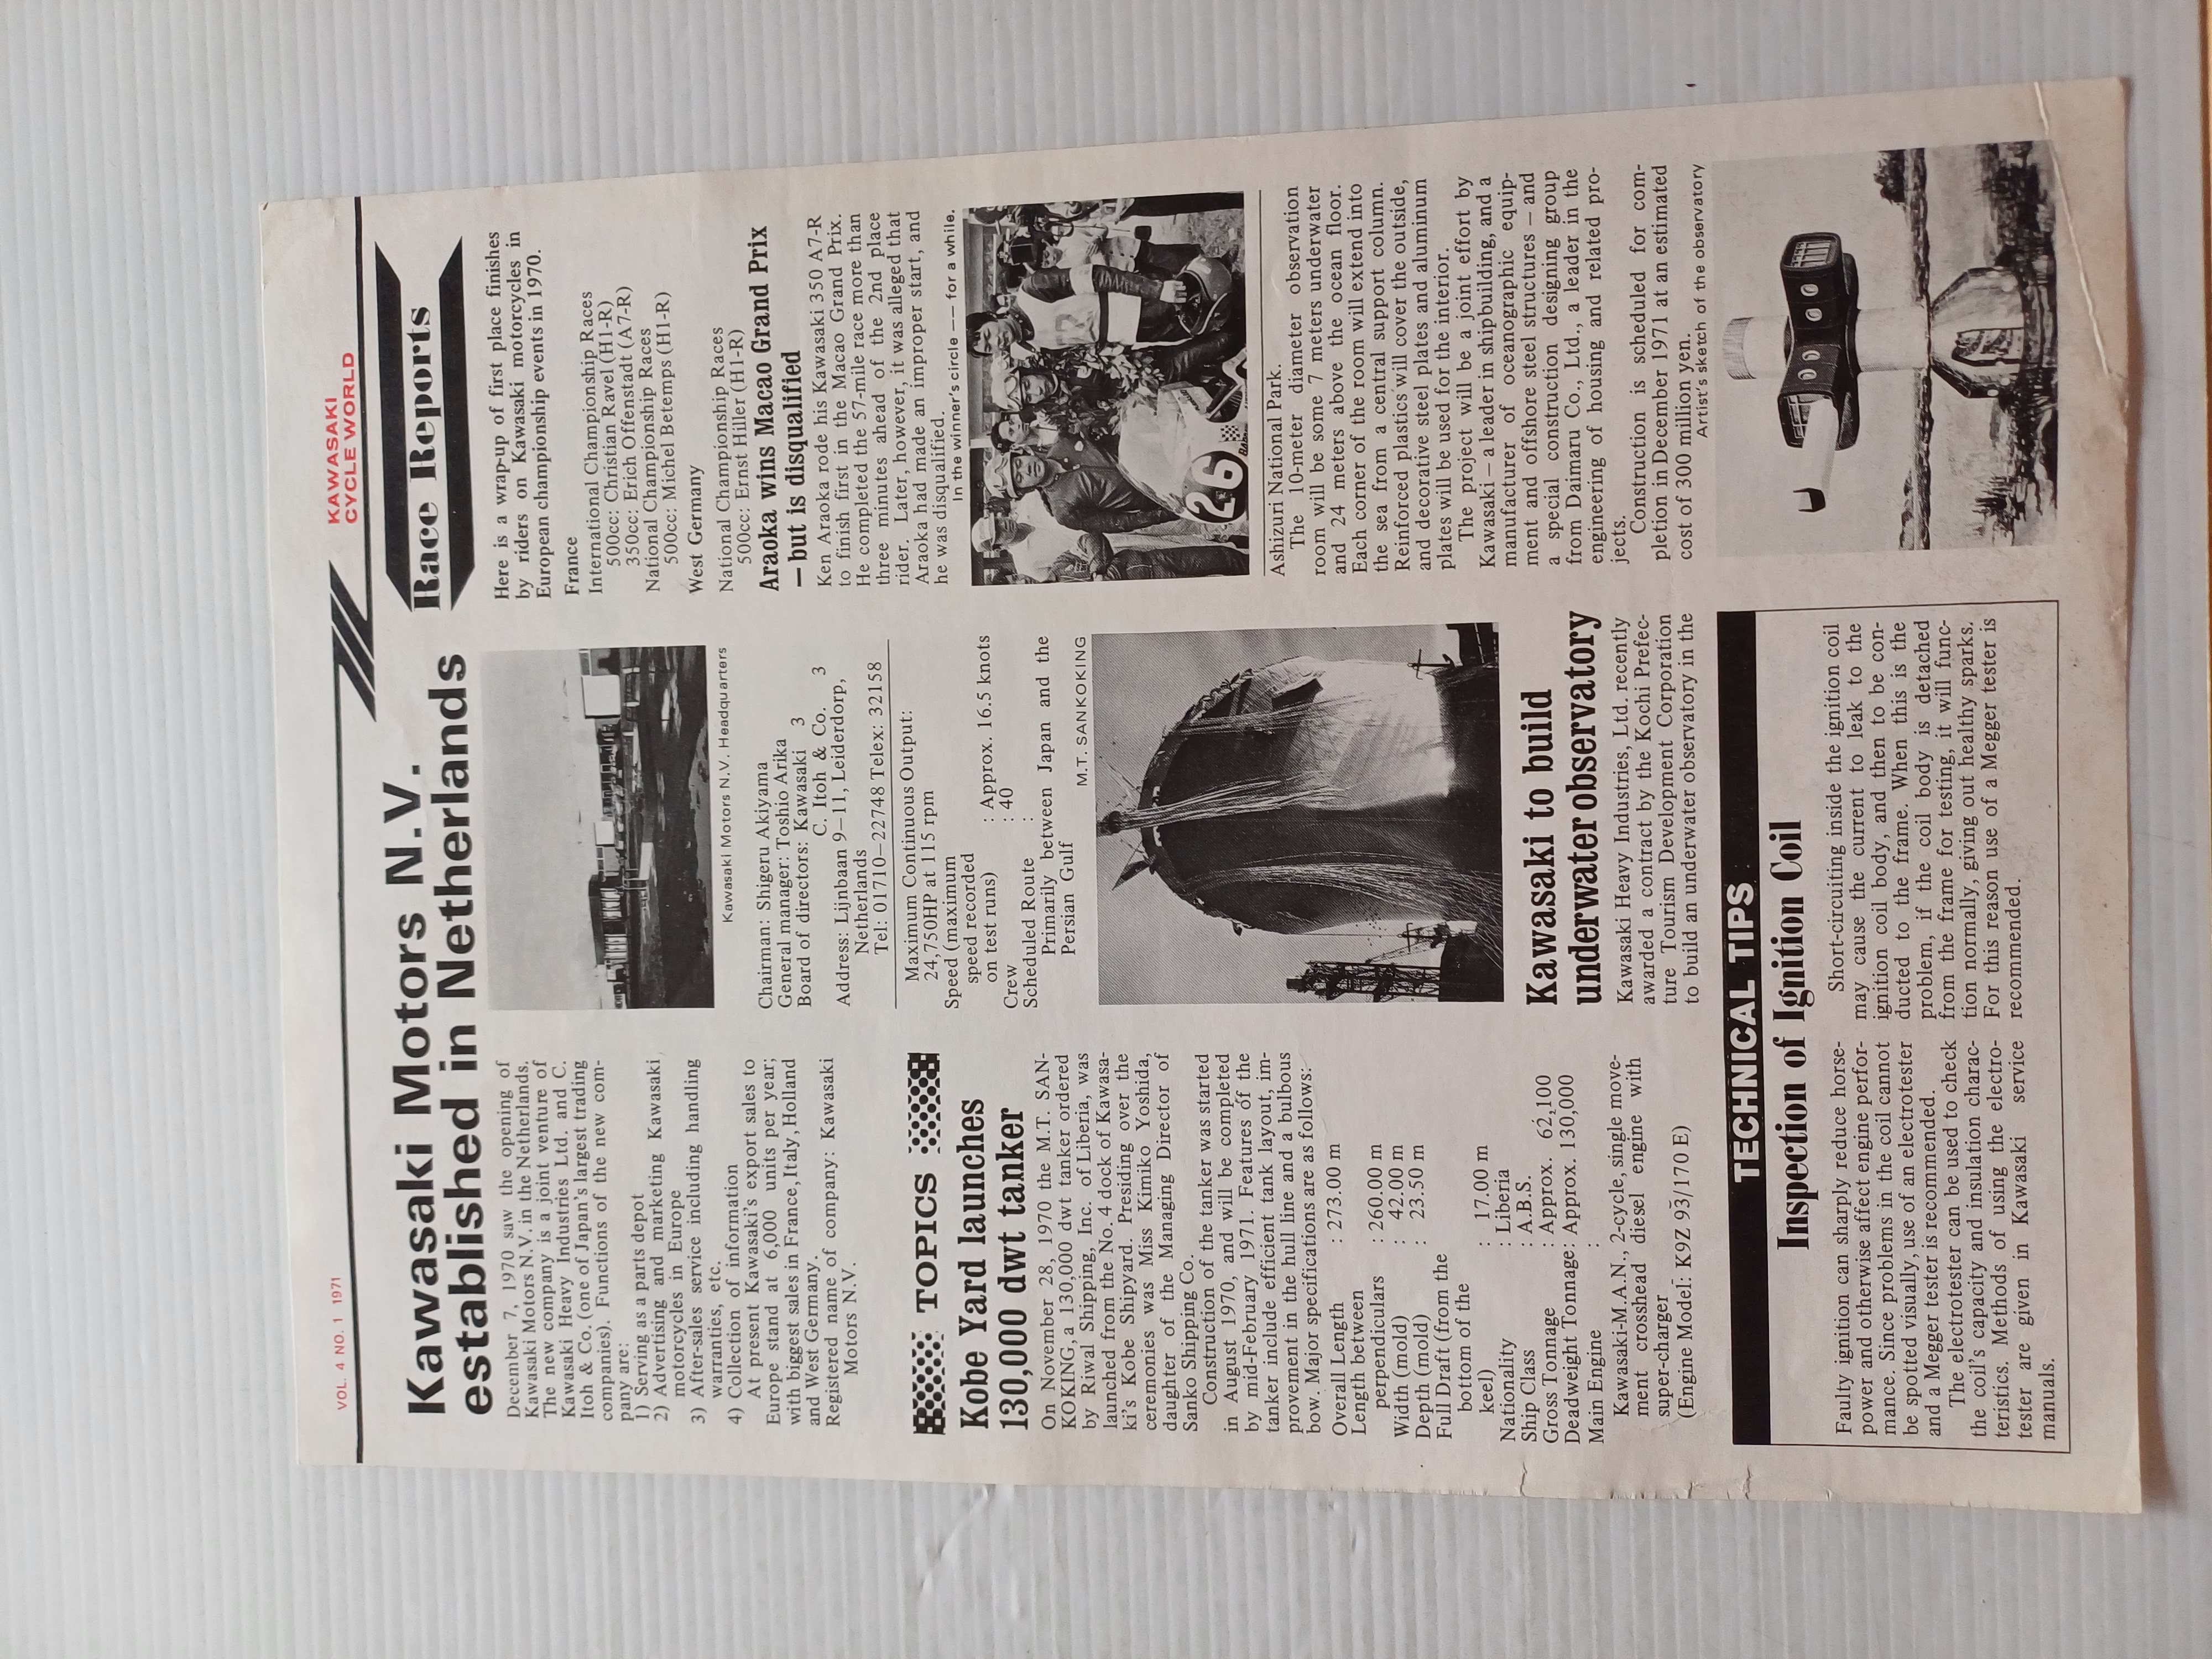 VOL. 4 NO. 1 1971
KAWASAKI
CYCLE WORLD
Kawasaki Motors N.V.
established in Netherlands
December 7, 1970 saw the opening of
Kawasaki Motors N.V. in the Netherlands.
The new company is a joint venture of
Kawasaki Heavy Industries Ltd. and C.
Itoh & Co. (one of Japan's largest trading
companies). Functions of the new com-
pany are:
1) Serving as a parts depot
2) Advertising and marketing Kawasaki
motorcycles in Europe
3) After-sales service including handling
warranties, etc.
4) Collection of information
At present Kawasaki's export sales to
Europe stand at 6,000 units per year;
with biggest sales in France, Italy, Holland
and West Germany.
Registered name of company: Kawasaki
Motors N.V.
Kawasaki Motors N.V. Headquarters
Chairman: Shigeru Akiyama
General manager: Toshio Arika
Board of directors: Kawasaki 3
C. Itoh & Co. 3
Address: Lijnbaan 9–11, Leiderdorp,
Netherlands
Tel: 01710–22748 Telex: 32158
TOPICS
Kobe Yard launches
130,000 dwt tanker
On November 28, 1970 the M.T. SAN-
KOKING, a 130,000 dwt tanker ordered
by Riwal Shipping, Inc. of Liberia, was
launched from the No. 4 dock of Kawasa-
ki's Kobe Shipyard. Presiding over the
ceremonies was Miss Kimiko Yoshida,
daughter of the Managing Director of
Sanko Shipping Co.
Construction of the tanker was started
in August 1970, and will be completed
by mid-February 1971. Features of the
tanker include efficient tank layout, im-
provement in the hull line and a bulbous
bow. Major specifications are as follows:
Overall Length : 273.00 m
Length between
perpendiculars : 260.00 m
Width (mold) : 42.00 m
Depth (mold) : 23.50 m
Full Draft (from the
bottom of the
keel) : 17.00 m
Nationality : Liberia
Ship Class : A.B.S.
Gross Tonnage : Approx. 62,100
Deadweight Tonnage: Approx. 130,000
Main Engine :
Kawasaki-M.A.N., 2-cycle, single move-
ment crosshead diesel engine with
super-charger
(Engine Model: K9Z 93/170 E)
Maximum Continuous Output:
24,750HP at 115 rpm
Speed (maximum
speed recorded
on test runs) : Approx. 16.5 knots
Crew : 40
Scheduled Route :
Primarily between Japan and the
Persian Gulf
M.T. SANKOKING
Kawasaki to build
underwater observatory
Kawasaki Heavy Industries, Ltd. recently
awarded a contract by the Kochi Prefec-
ture Tourism Development Corporation
to build an underwater observatory in the
Race Reports
Here is a wrap-up of first place finishes
by riders on Kawasaki motorcycles in
European championship events in 1970.
France
International Championship Races
500cc: Christian Ravel (H1-R)
350cc: Erich Offenstadt (A7-R)
National Championship Races
500cc: Michel Betemps (H1-R)
West Germany
National Championship Races
500cc: Ernst Hiller (H1-R)
Araoka wins Macao Grand Prix
— but is disqualified
Ken Araoka rode his Kawasaki 350 A7-R
to finish first in the Macao Grand Prix.
He completed the 57-mile race more than
three minutes ahead of the 2nd place
rider. Later, however, it was alleged that
Araoka had made an improper start, and
he was disqualified.
In the winner's circle —— for a while.
26
Ashizuri National Park.
The 10-meter diameter observation
room will be some 7 meters underwater
and 24 meters above the ocean floor.
Each corner of the room will extend into
the sea from a central support column.
Reinforced plastics will cover the outside,
and decorative steel plates and aluminum
plates will be used for the interior.
The project will be a joint effort by
Kawasaki – a leader in shipbuilding, and a
manufacturer of oceanographic equip-
ment and offshore steel structures – and
a special construction designing group
from Daimaru Co., Ltd., a leader in the
engineering of housing and related pro-
jects.
Construction is scheduled for com-
pletion in December 1971 at an estimated
cost of 300 million yen.
Artist's sketch of the observatory
TECHNICAL TIPS
Inspection of Ignition Coil
Faulty ignition can sharply reduce horse-
power and otherwise affect engine perfor-
mance. Since problems in the coil cannot
be spotted visually, use of an electrotester
and a Megger tester is recommended.
The electroter can be used to check
the coil's capacity and insulation charac-
teristics. Methods of using the electro-
tester are given in Kawasaki service
manuals.
Short-circuiting inside the ignition coil
may cause the current to leak to the
ignition coil body, and then to be con-
ducted to the frame. When this is the
problem, if the coil body is detached
from the frame for testing, it will func-
tion normally, giving out healthy sparks.
For this reason use of a Megger tester is
recommended.